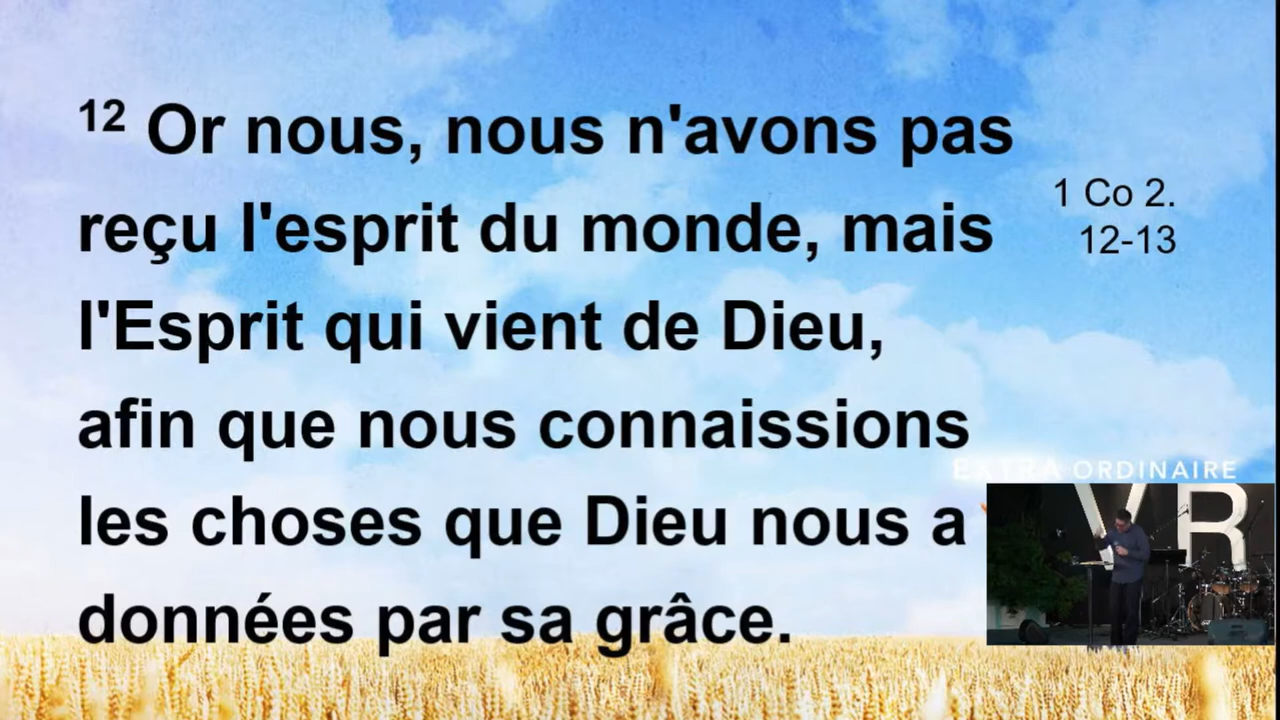 12 Or nous, nous n'avons pas
reçu l'esprit du monde, mais
l'Esprit qui vient de Dieu,
afin que nous connaissions
les choses que Dieu nous a
données par sa grâce.
1 Co 2.
12-13
EXTRA ORDINAIRE
VR